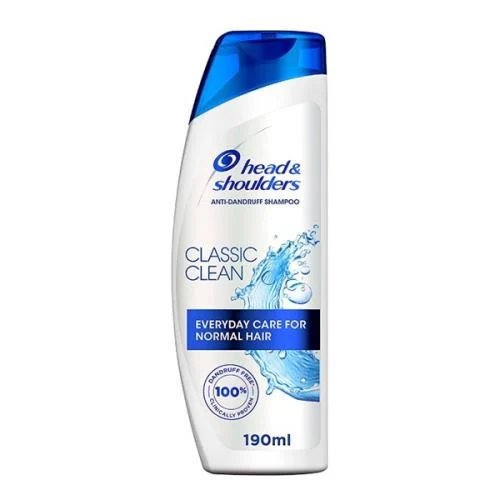 head&
shoulders
ANTI-DANDRUFF SHAMPOO
CLASSIC
CLEAN
EVERYDAY CARE FOR
NORMAL HAIR
DANDRUFF FREE*
100%
CLINICALLY PROVEN
190ml